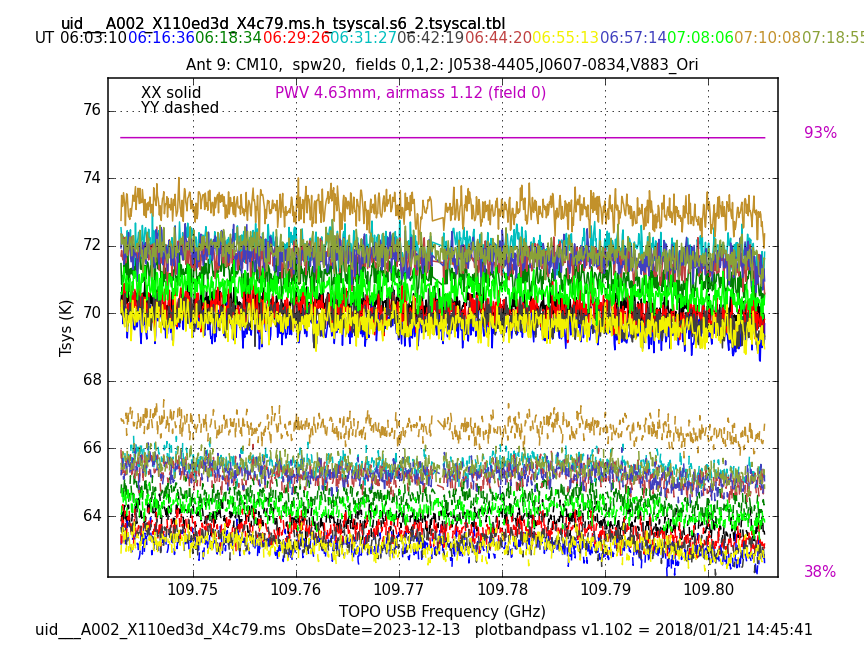 uid___A002_X110ed3d_X4c79.ms.h_tsyscal.s6_2.tsyscal.tbl
UT 06:03:10 06:16:36 06:18:34 06:29:26 06:31:27 06:42:19 06:44:20 06:55:13 06:57:14 07:08:06 07:10:08 07:18:55
Ant 9: CM10, spw20, fields 0,1,2: J0538-4405,J0607-0834,V883_Ori
XX solid PWV 4.63mm, airmass 1.12 (field 0)
YY dashed
93%
38%
76
74
72
70
68
66
64
Tsys (K)
109.75 109.76 109.77 109.78 109.79 109.80
TOPO USB Frequency (GHz)
uid___A002_X110ed3d_X4c79.ms ObsDate=2023-12-13 plotbandpass v1.102 = 2018/01/21 14:45:41